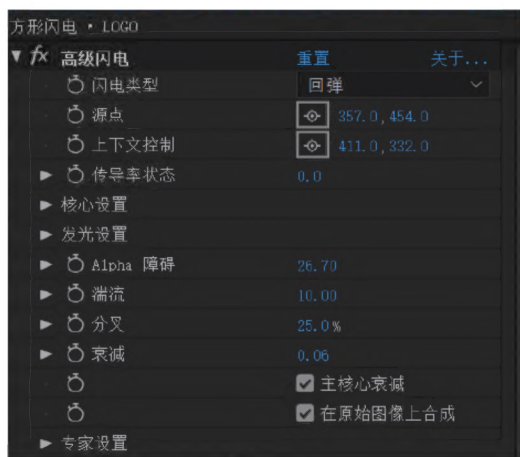 方形闪电 • LOGO
fx 高级闪电 重置 关于...
闪电类型 回弹
源点 357.0,454.0
上下文控制 411.0,332.0
传导率状态 0.0
核心设置
发光设置
Alpha 障碍 26.70
湍流 10.00
分叉 25.0%
衰减 0.06
主核心衰减
在原始图像上合成
专家设置